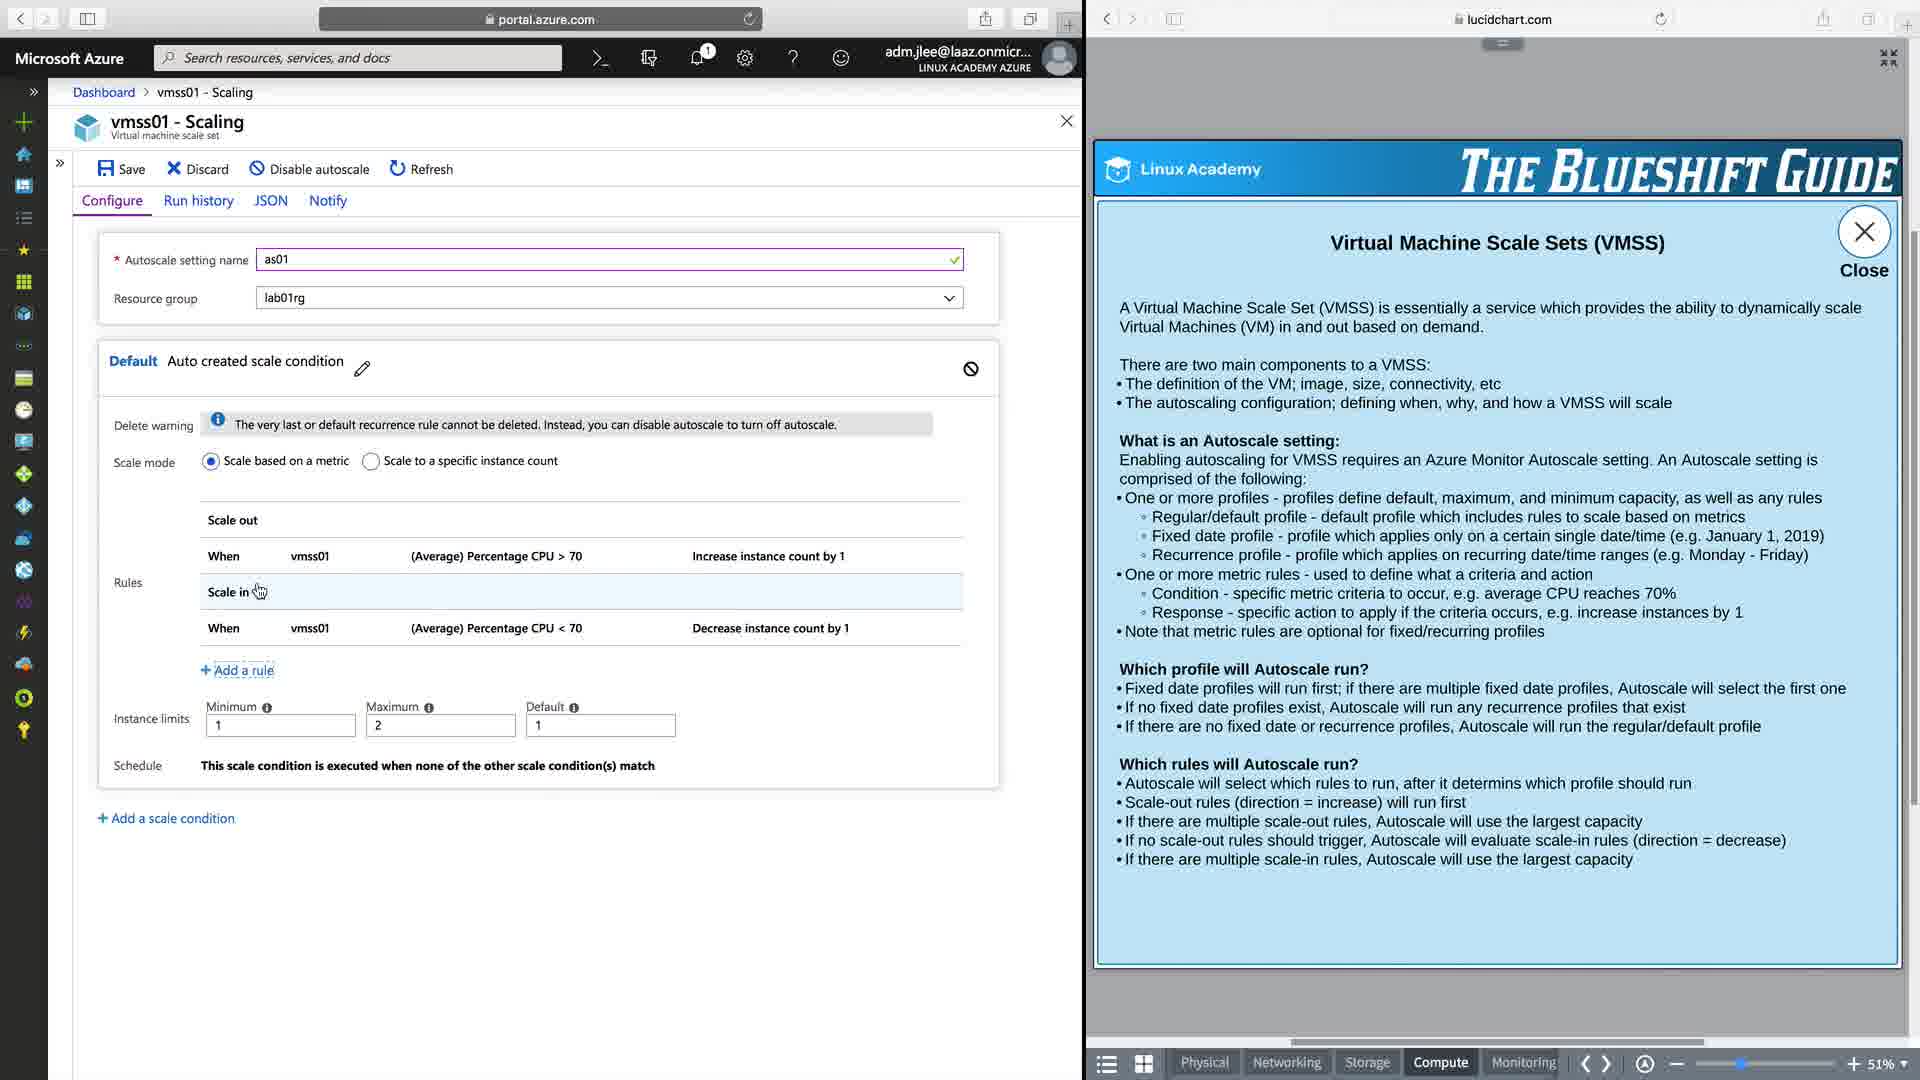 portal.azure.com
Microsoft Azure
Search resources, services, and docs
1
adm.jlee@laaz.onmicr...
LINUX ACADEMY AZURE
Dashboard > vmss01 - Scaling
vmss01 - Scaling
Virtual machine scale set
Save
Discard
Disable autoscale
Refresh
Configure
Run history
JSON
Notify
* Autoscale setting name
as01
Resource group
lab01rg
Default Auto created scale condition
Delete warning
The very last or default recurrence rule cannot be deleted. Instead, you can disable autoscale to turn off autoscale.
Scale mode
Scale based on a metric
Scale to a specific instance count
Rules
Scale out
When vmss01 (Average) Percentage CPU > 70 Increase instance count by 1
Scale in
When vmss01 (Average) Percentage CPU < 70 Decrease instance count by 1
+ Add a rule
Instance limits
Minimum
1
Maximum
2
Default
1
Schedule
This scale condition is executed when none of the other scale condition(s) match
+ Add a scale condition
lucidchart.com
Linux Academy
THE BLUESHIFT GUIDE
Virtual Machine Scale Sets (VMSS)
Close
A Virtual Machine Scale Set (VMSS) is essentially a service which provides the ability to dynamically scale
Virtual Machines (VM) in and out based on demand.
There are two main components to a VMSS:
• The definition of the VM; image, size, connectivity, etc
• The autoscaling configuration; defining when, why, and how a VMSS will scale
What is an Autoscale setting:
Enabling autoscaling for VMSS requires an Azure Monitor Autoscale setting. An Autoscale setting is
comprised of the following:
• One or more profiles - profiles define default, maximum, and minimum capacity, as well as any rules
◦ Regular/default profile - default profile which includes rules to scale based on metrics
◦ Fixed date profile - profile which applies only on a certain single date/time (e.g. January 1, 2019)
◦ Recurrence profile - profile which applies on recurring date/time ranges (e.g. Monday - Friday)
• One or more metric rules - used to define what a criteria and action
◦ Condition - specific metric criteria to occur, e.g. average CPU reaches 70%
◦ Response - specific action to apply if the criteria occurs, e.g. increase instances by 1
• Note that metric rules are optional for fixed/recurring profiles
Which profile will Autoscale run?
• Fixed date profiles will run first; if there are multiple fixed date profiles, Autoscale will select the first one
• If no fixed date profiles exist, Autoscale will run any recurrence profiles that exist
• If there are no fixed date or recurrence profiles, Autoscale will run the regular/default profile
Which rules will Autoscale run?
• Autoscale will select which rules to run, after it determins which profile should run
• Scale-out rules (direction = increase) will run first
• If there are multiple scale-out rules, Autoscale will use the largest capacity
• If no scale-out rules should trigger, Autoscale will evaluate scale-in rules (direction = decrease)
• If there are multiple scale-in rules, Autoscale will use the largest capacity
Physical
Networking
Storage
Compute
Monitoring
51%